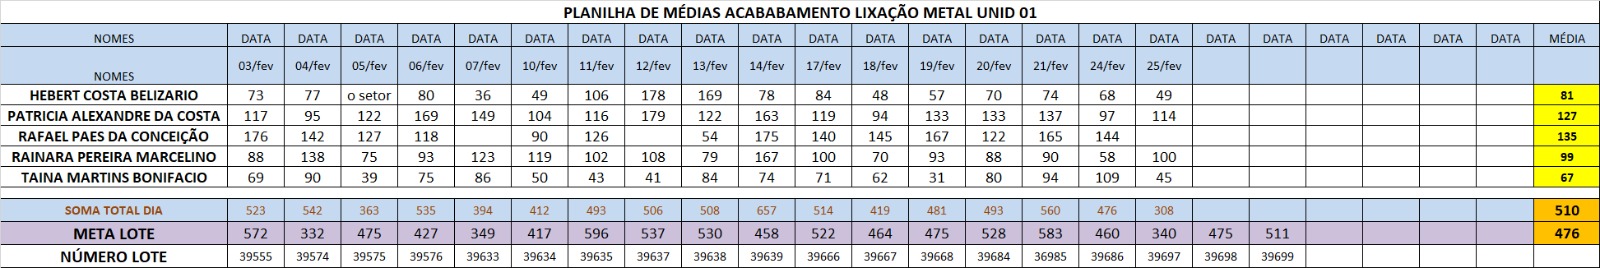 PLANILHA DE MÉDIAS ACABABAMENTO LIXAÇÃO METAL UNID 01
NOMES DATA DATA DATA DATA DATA DATA DATA DATA DATA DATA DATA DATA DATA DATA DATA DATA DATA DATA DATA DATA DATA DATA DATA MÉDIA
NOMES 03/fev 04/fev 05/fev 06/fev 07/fev 10/fev 11/fev 12/fev 13/fev 14/fev 17/fev 18/fev 19/fev 20/fev 21/fev 24/fev 25/fev
HEBERT COSTA BELIZARIO 73 77 o setor 80 36 49 106 178 169 78 84 48 57 70 74 68 49 81
PATRICIA ALEXANDRE DA COSTA 117 95 122 169 149 104 116 179 122 163 119 94 133 133 137 97 114 127
RAFAEL PAES DA CONCEIÇÃO 176 142 127 118 90 126 54 175 140 145 167 122 165 144 135
RAINARA PEREIRA MARCELINO 88 138 75 93 123 119 102 108 79 167 100 70 93 88 90 58 100 99
TAINA MARTINS BONIFACIO 69 90 39 75 86 50 43 41 84 74 71 62 31 80 94 109 45 67
SOMA TOTAL DIA 523 542 363 535 394 412 493 506 508 657 514 419 481 493 560 476 308 510
META LOTE 572 332 475 427 349 417 596 537 530 458 522 464 475 528 583 460 340 475 511 476
NÚMERO LOTE 39555 39574 39575 39576 39633 39634 39635 39637 39638 39639 39666 39667 39668 39684 36985 39686 39697 39698 39699